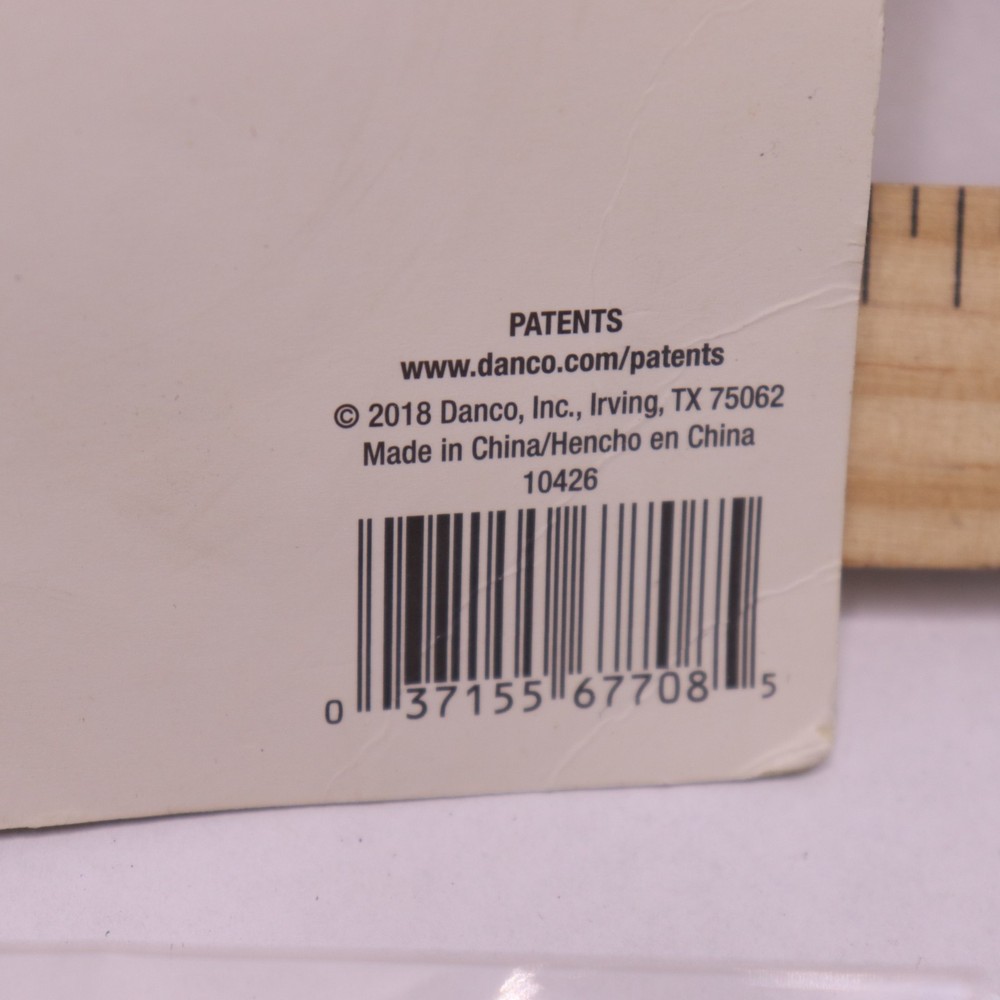 PATENTS
www.danco.com/patents
© 2018 Danco, Inc., Irving, TX 75062
Made in China/Hencho en China
10426
0 37155 67708 5